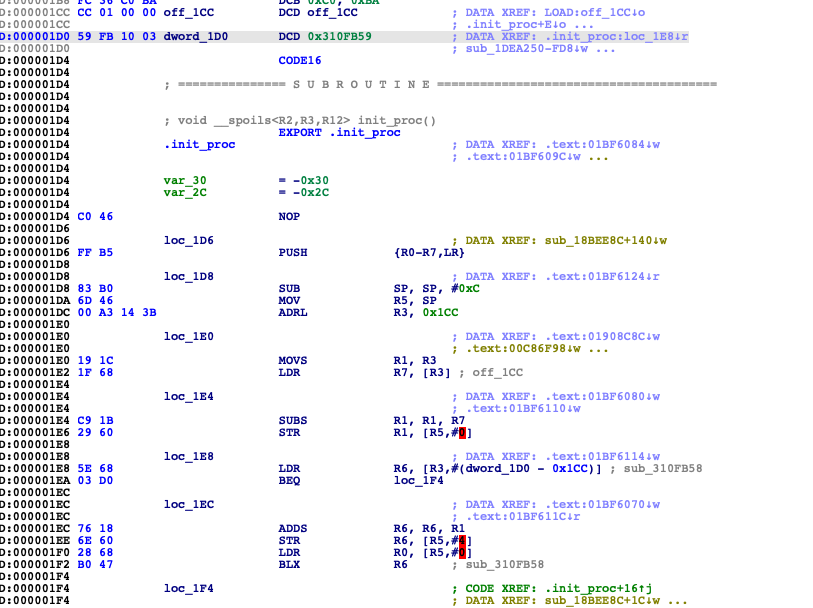 D:000001B8 FC 36 C0 BA DCB 0xC0, 0xBA
D:000001CC CC 01 00 00 off_1CC DCD off_1CC ; DATA XREF: LOAD:off_1CC↓o
D:000001CC ; .init_proc+E↓o ...
D:000001D0 59 FB 10 03 dword_1D0 DCD 0x310FB59 ; DATA XREF: .init_proc:loc_1E8↓r
D:000001D0 ; sub_1DEA250-FD8↓w ...
D:000001D4 CODE16
D:000001D4
D:000001D4 ; =============== S U B R O U T I N E =======================================
D:000001D4
D:000001D4
D:000001D4 ; void __spoils<R2,R3,R12> init_proc()
D:000001D4 EXPORT .init_proc
D:000001D4 .init_proc ; DATA XREF: .text:01BF6084↓w
D:000001D4 ; .text:01BF609C↓w ...
D:000001D4
D:000001D4 var_30 = -0x30
D:000001D4 var_2C = -0x2C
D:000001D4
D:000001D4 C0 46 NOP
D:000001D6
D:000001D6 loc_1D6 ; DATA XREF: sub_18BEE8C+140↓w
D:000001D6 FF B5 PUSH {R0-R7,LR}
D:000001D8
D:000001D8 loc_1D8 ; DATA XREF: .text:01BF6124↓r
D:000001D8 83 B0 SUB SP, SP, #0xC
D:000001DA 6D 46 MOV R5, SP
D:000001DC 00 A3 14 3B ADRL R3, 0x1CC
D:000001E0
D:000001E0 loc_1E0 ; DATA XREF: .text:01908C8C↓w
D:000001E0 ; .text:00C86F98↓w ...
D:000001E0 19 1C MOVS R1, R3
D:000001E2 1F 68 LDR R7, [R3] ; off_1CC
D:000001E4
D:000001E4 loc_1E4 ; DATA XREF: .text:01BF6080↓w
D:000001E4 ; .text:01BF6110↓w
D:000001E4 C9 1B SUBS R1, R1, R7
D:000001E6 29 60 STR R1, [R5,#0]
D:000001E8
D:000001E8 loc_1E8 ; DATA XREF: .text:01BF6114↓w
D:000001E8 5E 68 LDR R6, [R3,#(dword_1D0 - 0x1CC)] ; sub_310FB58
D:000001EA 03 D0 BEQ loc_1F4
D:000001EC
D:000001EC loc_1EC ; DATA XREF: .text:01BF6070↓w
D:000001EC ; .text:01BF611C↓r
D:000001EC 76 18 ADDS R6, R6, R1
D:000001EE 6E 60 STR R6, [R5,#4]
D:000001F0 28 68 LDR R0, [R5,#0]
D:000001F2 B0 47 BLX R6 ; sub_310FB58
D:000001F4
D:000001F4 loc_1F4 ; CODE XREF: .init_proc+16↑j
D:000001F4 ; DATA XREF: sub_18BEE8C+1C↓w ...